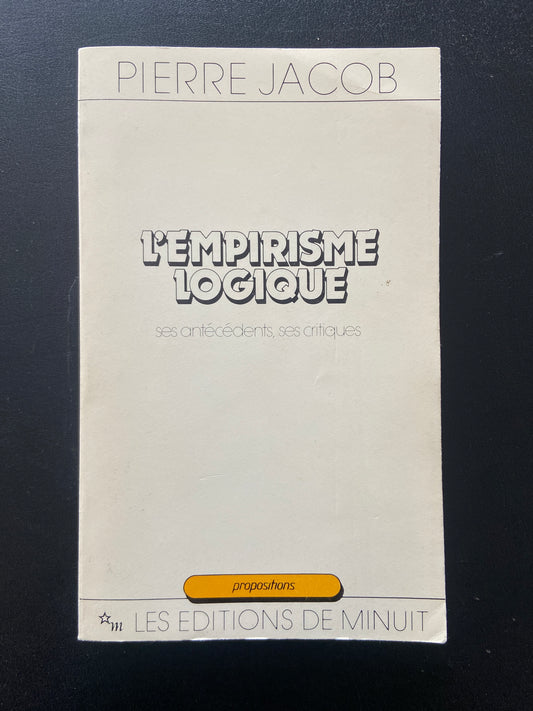 PIERRE JACOB
L'EMPIRISME
LOGIQUE
ses antécédents, ses critiques
propositions
m LES EDITIONS DE MINUIT